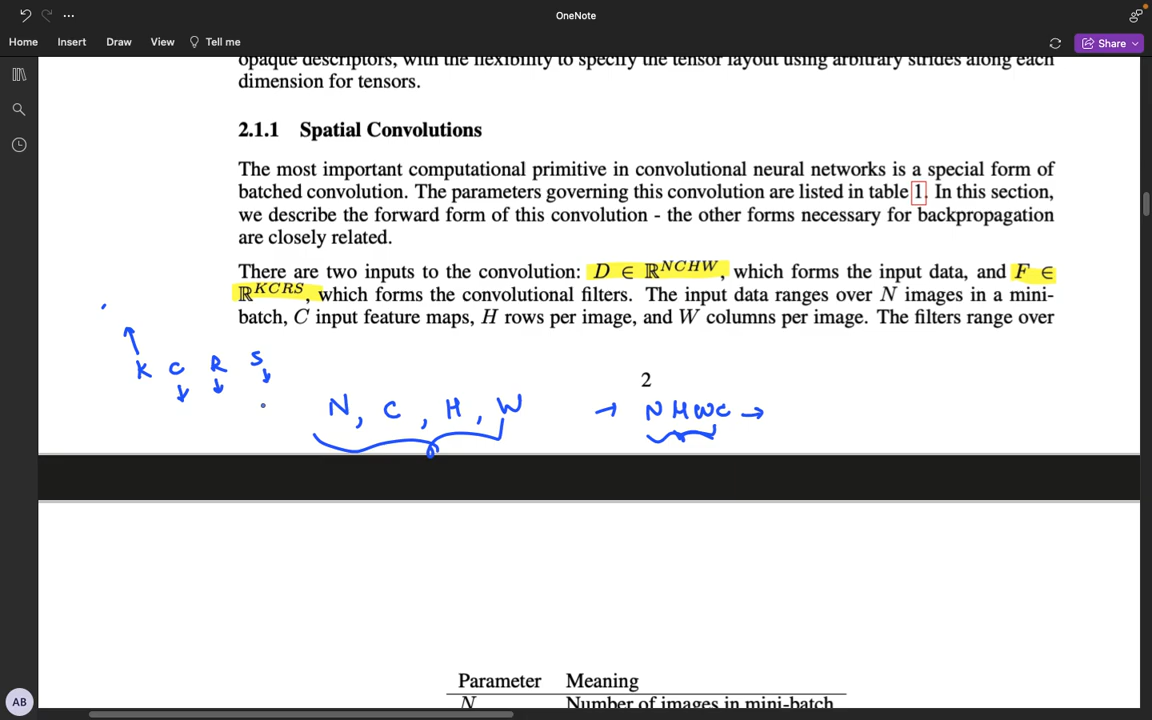 OneNote
Home Insert Draw View Tell me Share
opaque descriptors, with the flexibility to specify the tensor layout using arbitrary strides along each
dimension for tensors.
2.1.1 Spatial Convolutions
The most important computational primitive in convolutional neural networks is a special form of
batched convolution. The parameters governing this convolution are listed in table 1. In this section,
we describe the forward form of this convolution - the other forms necessary for backpropagation
are closely related.
There are two inputs to the convolution: D ∈ ℝ^NCHW, which forms the input data, and F ∈
ℝ^KCRS, which forms the convolutional filters. The input data ranges over N images in a mini-
batch, C input feature maps, H rows per image, and W columns per image. The filters range over
K C R S
2
N, C, H, W → NHWC →
Parameter Meaning
N Number of images in mini-batch
AB